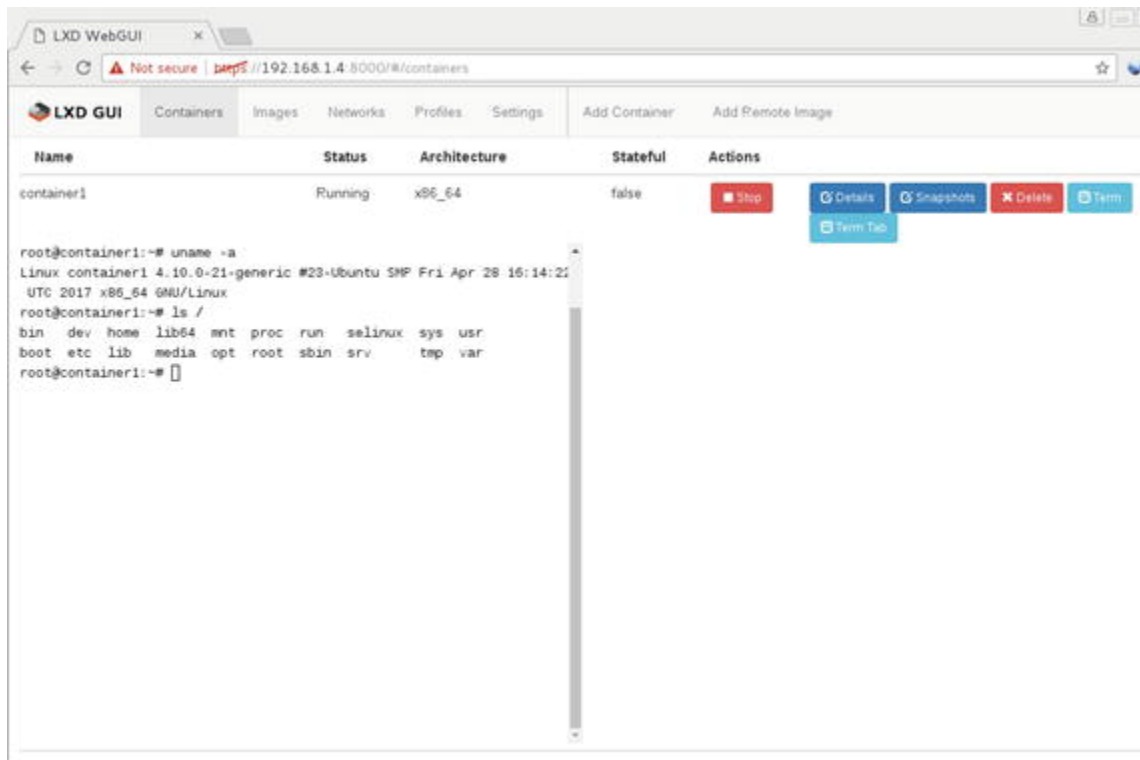 LXD WebGUI
Not secure | https://192.168.1.4:8000/#/containers
LXD GUI Containers Images Networks Profiles Settings Add Container Add Remote Image
Name Status Architecture Stateful Actions
container1 Running x86_64 false Stop Details Snapshots Delete Term
Term Tab
root@container1:~# uname -a
Linux container1 4.10.0-21-generic #23-Ubuntu SMP Fri Apr 28 16:14:22
UTC 2017 x86_64 GNU/Linux
root@container1:~# ls /
bin dev home lib64 mnt proc run selinux sys usr
boot etc lib media opt root sbin srv tmp var
root@container1:~#